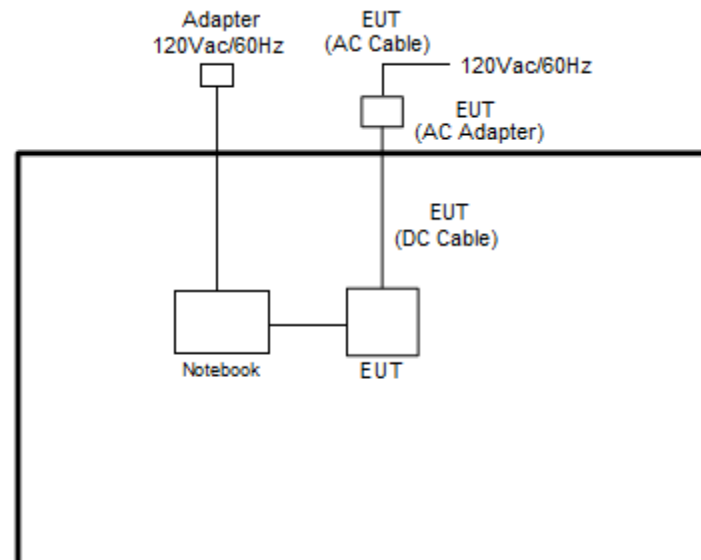 Adapter
120Vac/60Hz
EUT
(AC Cable)
120Vac/60Hz
EUT
(AC Adapter)
EUT
(DC Cable)
Notebook
EUT